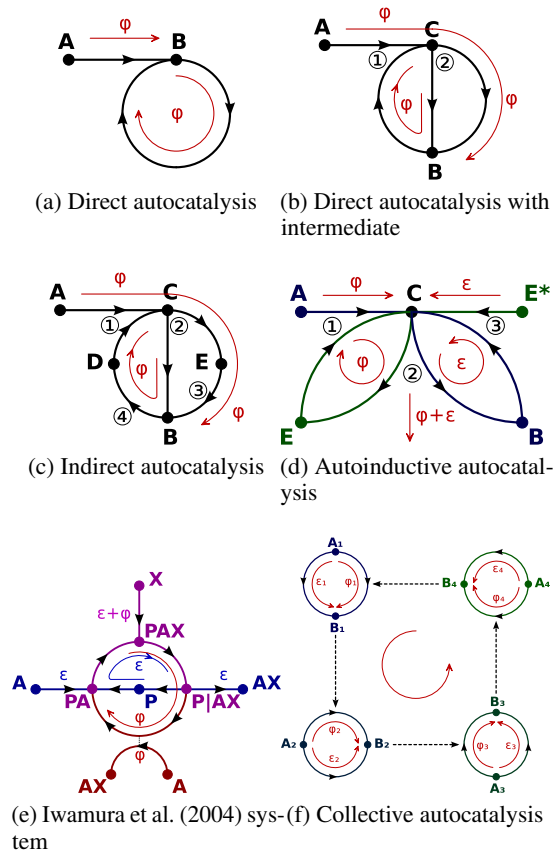 φ
A B
φ
(a) Direct autocatalysis
φ
C
A
① ②
φ φ
B
(b) Direct autocatalysis with
intermediate
φ
A C
① ②
D φ E
④ ③
φ
B
(c) Indirect autocatalysis
A φ C ε E*
① ③
φ ② ε
φ+ε
E B
(d) Autoinductive autocatal-
ysis
X
ε+φ
PAX
A ε ε ε AX
PA P P|AX
φ
φ
AX A
(e) Iwamura et al. (2004) sys-
tem
A₁
ε₁ φ₁
B₁
B₄ ε₄ A₄
φ₄
A₂ φ₂ B₂
ε₂
B₃
φ₃ ε₃
A₃
(f) Collective autocatalysis